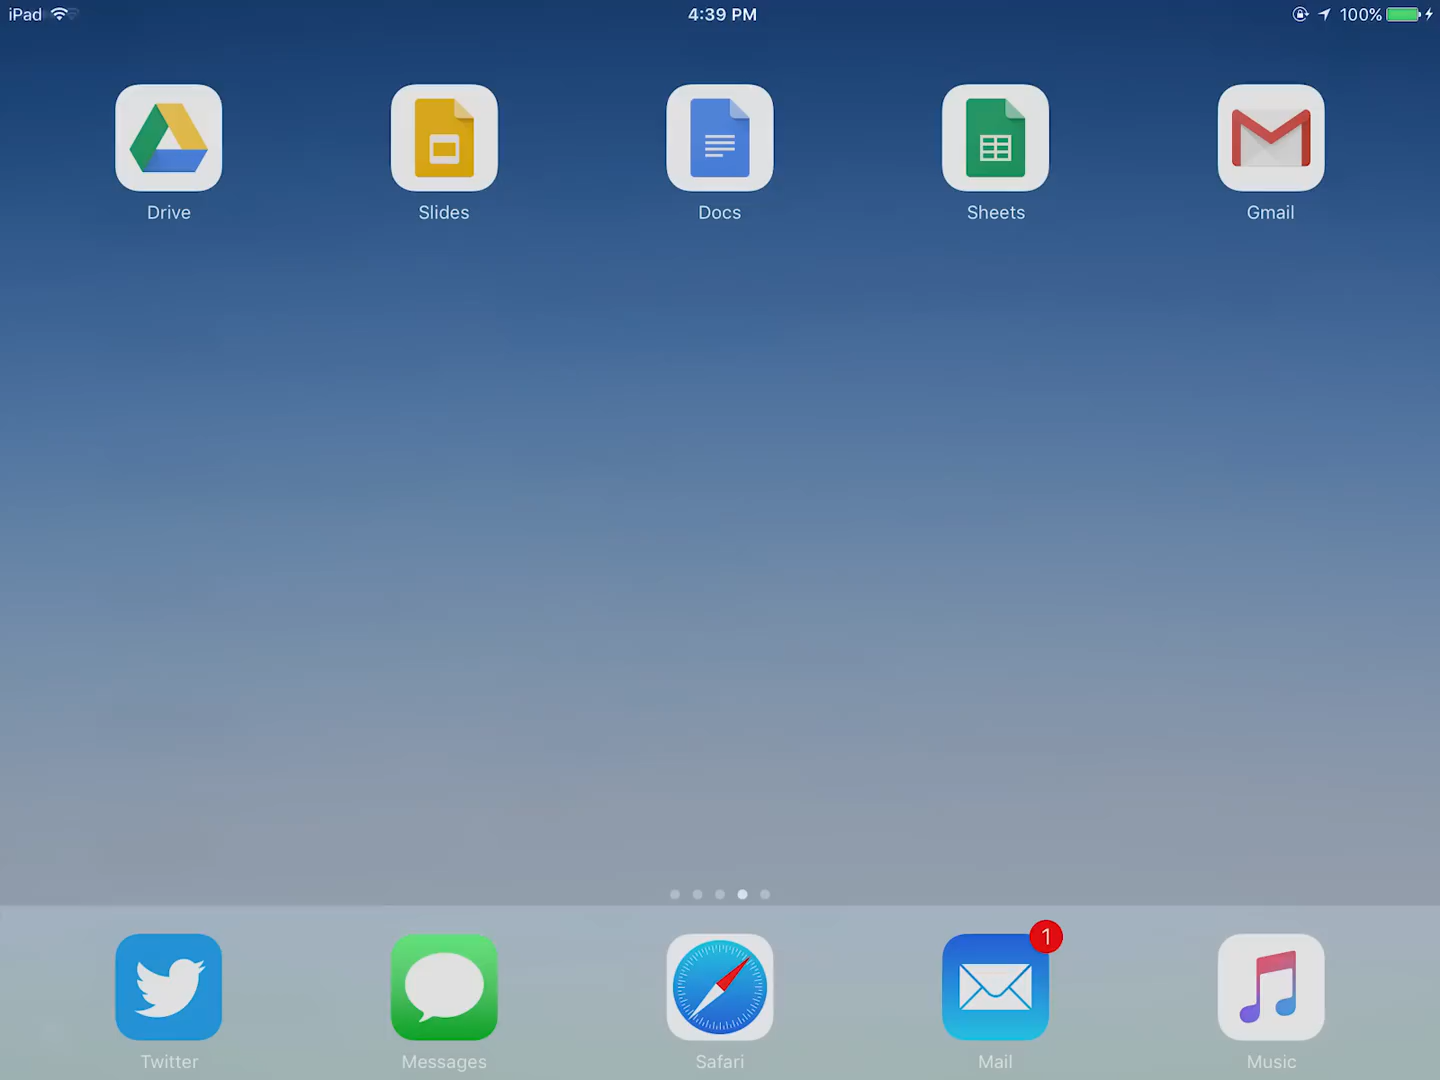 iPad 4:39 PM 100%
Drive Slides Docs Sheets Gmail
1
Twitter Messages Safari Mail Music